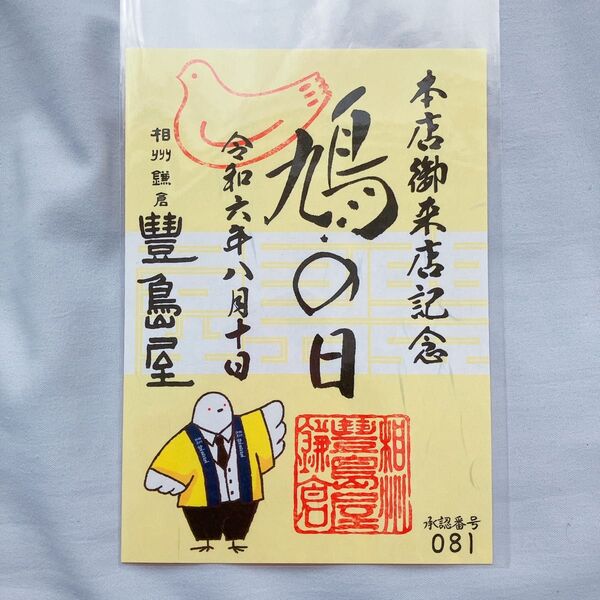 本店御来店記念
鳩の日
令和六年八月十日
相州鎌倉
豊島屋
相州
豊島屋
鎌倉
承認番号
081